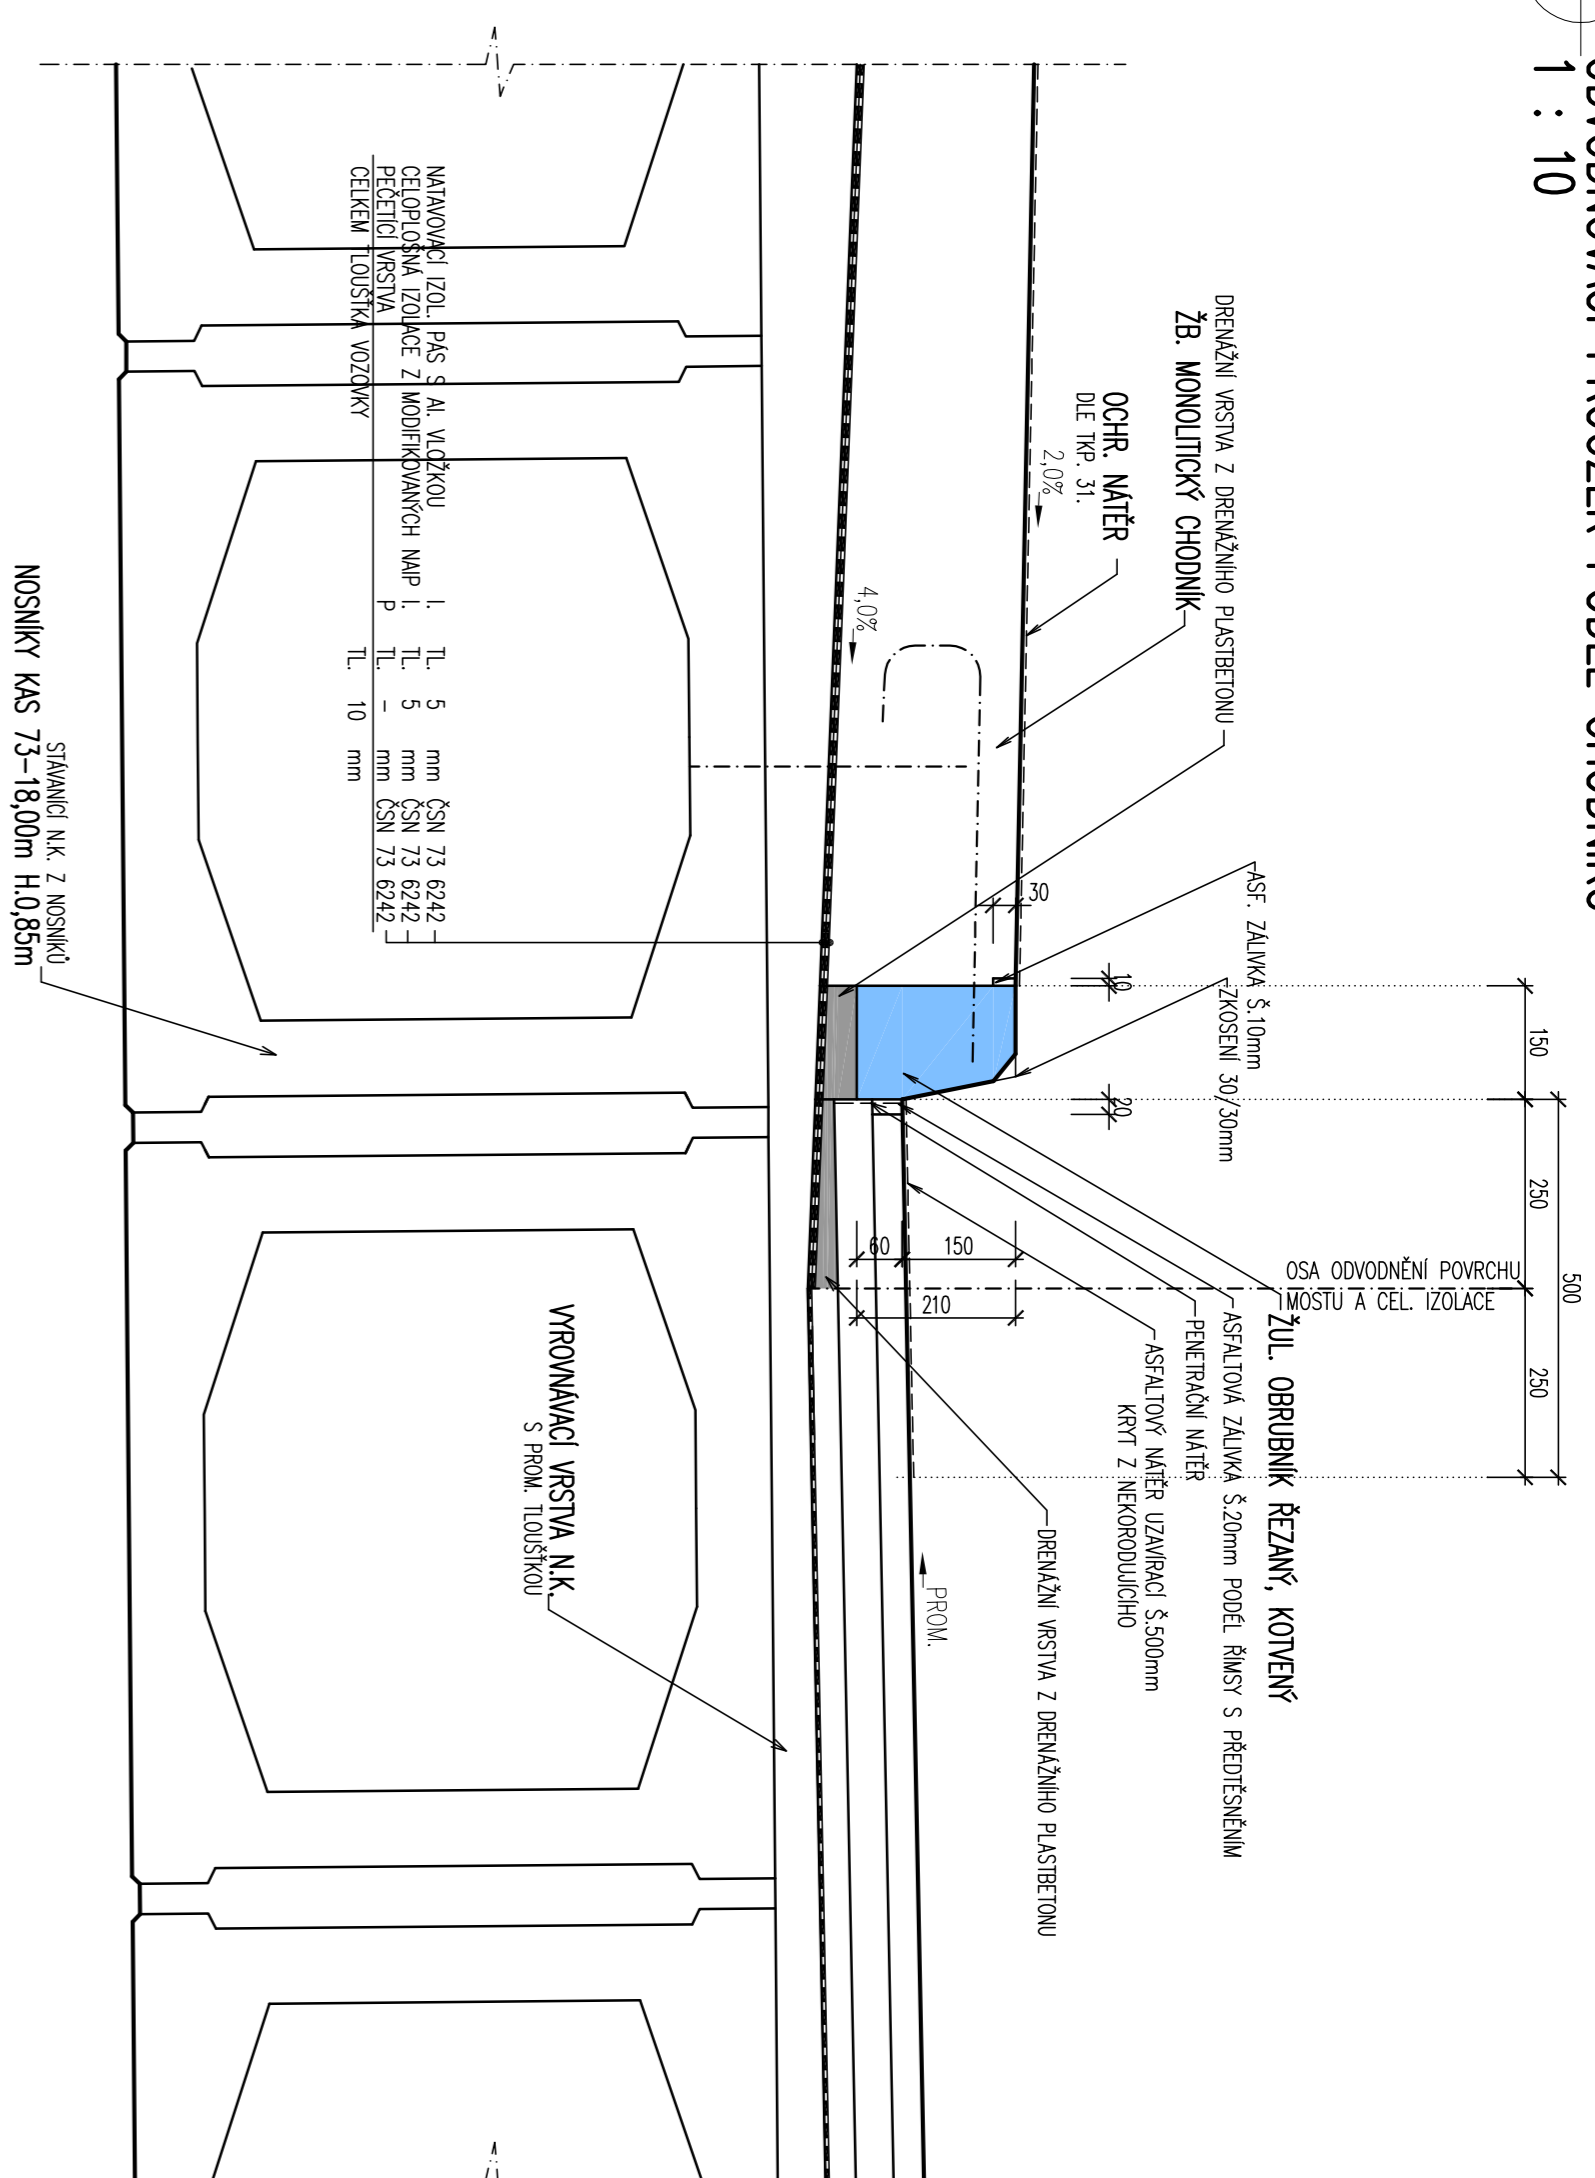 1 : 10
DRENÁŽNÍ VRSTVA Z DRENÁŽNÍHO PLASTBETONU
ŽB. MONOLITICKÝ CHODNÍK
OCHR. NÁTĚR
DLE TKP. 31.
2,0%
4,0%
ASF. ZÁLIVKA Š.10mm
ZKOSENÍ 30/30mm
30
10
20
150
250
250
500
60
150
210
OSA ODVODNĚNÍ POVRCHU
MOSTU A CEL. IZOLACE
ŽUL. OBRUBNÍK ŘEZANÝ, KOTVENÝ
ASFALTOVÁ ZÁLIVKA Š.20mm PODÉL ŘÍMSY S PŘEDTĚSNĚNÍM
PENETRAČNÍ NÁTĚR
ASFALTOVÝ NÁTĚR UZAVÍRACÍ Š.500mm
KRYT Z NEKORODUJÍCÍHO
DRENÁŽNÍ VRSTVA Z DRENÁŽNÍHO PLASTBETONU
PROM.
NATAVOVACÍ IZOL. PÁS S Al. VLOŽKOU I. TL. 5 mm ČSN 73 6242
CELOPLOŠNÁ IZOLACE Z MODIFIKOVANÝCH NAIP I. TL. 5 mm ČSN 73 6242
PEČETÍCÍ VRSTVA P TL. – mm ČSN 73 6242
CELKEM TLOUŠŤKA VOZOVKY TL. 10 mm
VYROVNÁVACÍ VRSTVA N.K.
S PROM. TLOUŠŤKOU
STÁVANÍCÍ N.K. Z NOSNÍKŮ
NOSNÍKY KAS 73–18,00m H.0,85m